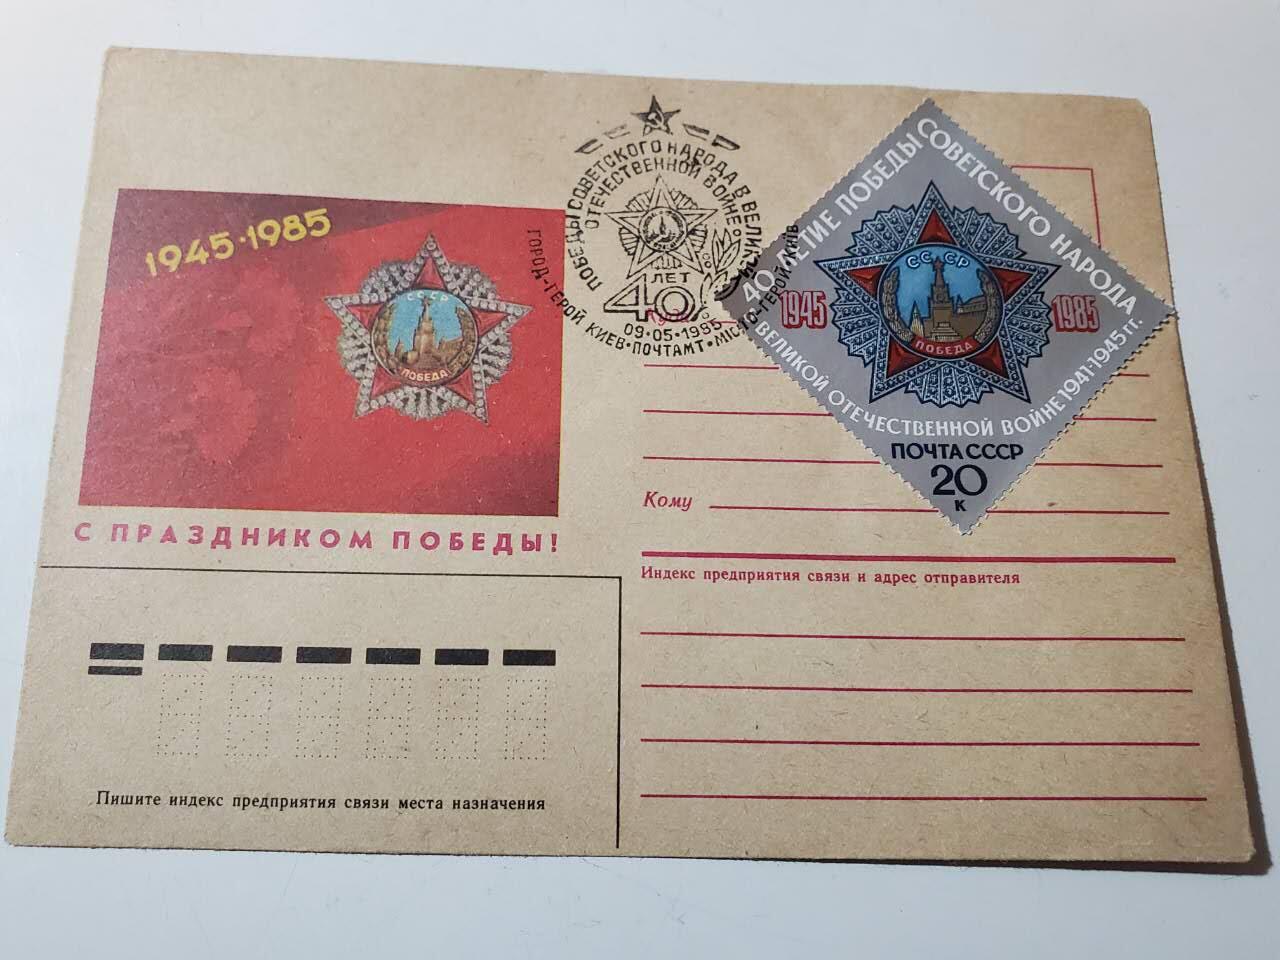 1945·1985
СССР
ПОБЕДА
С ПРАЗДНИКОМ ПОБЕДЫ!
ПОБЕДЫ СОВЕТСКОГО НАРОДА В ВЕЛИКОЙ
ОТЕЧЕСТВЕННОЙ ВОЙНЕ
40 ЛЕТ
09·05·1985
ГОРОД-ГЕРОЙ КИЕВ·ПОЧТАМТ·МІСТО-ГЕРОЙ КИЇВ
40-ЛЕТИЕ ПОБЕДЫ СОВЕТСКОГО НАРОДА
В ВЕЛИКОЙ ОТЕЧЕСТВЕННОЙ ВОЙНЕ 1941-1945 гг.
1945
СССР
ПОБЕДА
1985
ПОЧТА СССР
20
к
Кому
Индекс предприятия связи и адрес отправителя
Пишите индекс предприятия связи места назначения